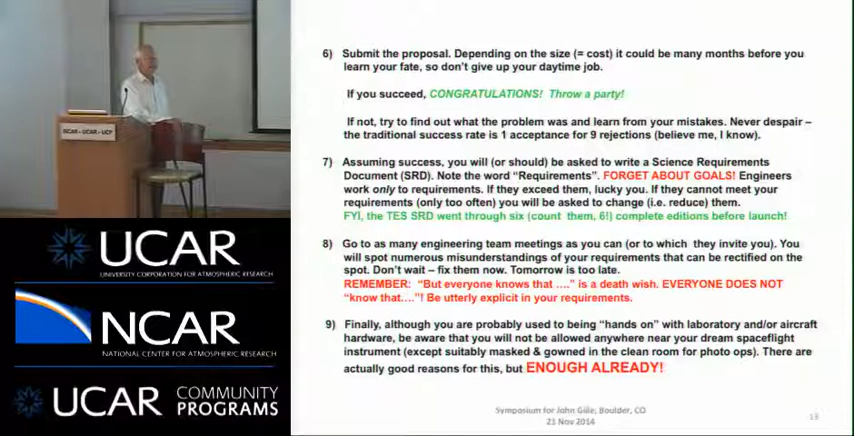 NCAR - UCAR - UCP
UCAR
UNIVERSITY CORPORATION FOR ATMOSPHERIC RESEARCH
NCAR
NATIONAL CENTER FOR ATMOSPHERIC RESEARCH
UCAR COMMUNITY PROGRAMS
6) Submit the proposal. Depending on the size (= cost) it could be many months before you
learn your fate, so don't give up your daytime job.
If you succeed, CONGRATULATIONS! Throw a party!
If not, try to find out what the problem was and learn from your mistakes. Never despair –
the traditional success rate is 1 acceptance for 9 rejections (believe me, I know).
7) Assuming success, you will (or should) be asked to write a Science Requirements
Document (SRD). Note the word "Requirements". FORGET ABOUT GOALS! Engineers
work only to requirements. If they exceed them, lucky you. If they cannot meet your
requirements (only too often) you will be asked to change (i.e. reduce) them.
FYI, the TES SRD went through six (count them, 6!) complete editions before launch!
8) Go to as many engineering team meetings as you can (or to which they invite you). You
will spot numerous misunderstandings of your requirements that can be rectified on the
spot. Don't wait – fix them now. Tomorrow is too late.
REMEMBER: "But everyone knows that ...." is a death wish. EVERYONE DOES NOT
"know that...."! Be utterly explicit in your requirements.
9) Finally, although you are probably used to being "hands on" with laboratory and/or aircraft
hardware, be aware that you will not be allowed anywhere near your dream spaceflight
instrument (except suitably masked & gowned in the clean room for photo ops). There are
actually good reasons for this, but ENOUGH ALREADY!
Symposium for John Gille, Boulder, CO
21 Nov 2014
13